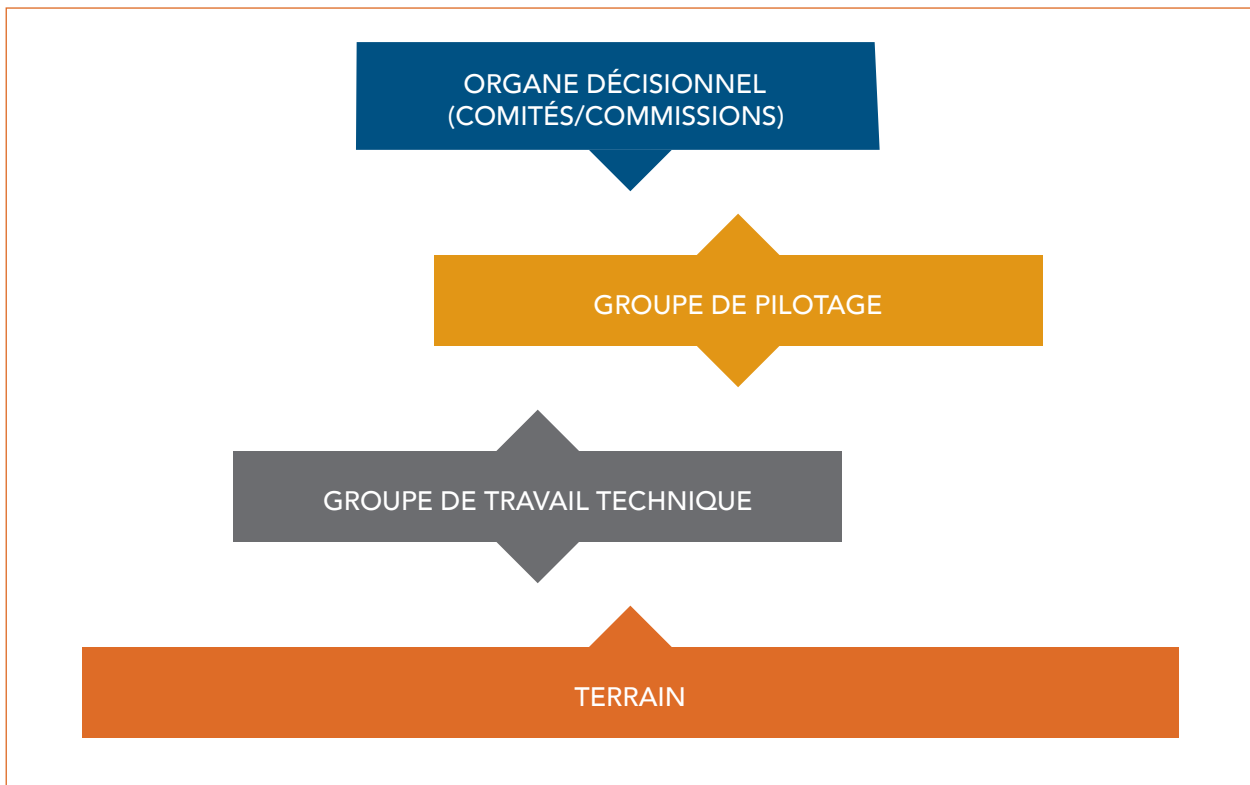 ORGANE DÉCISIONNEL
(COMITÉS/COMMISSIONS)
GROUPE DE PILOTAGE
GROUPE DE TRAVAIL TECHNIQUE
TERRAIN